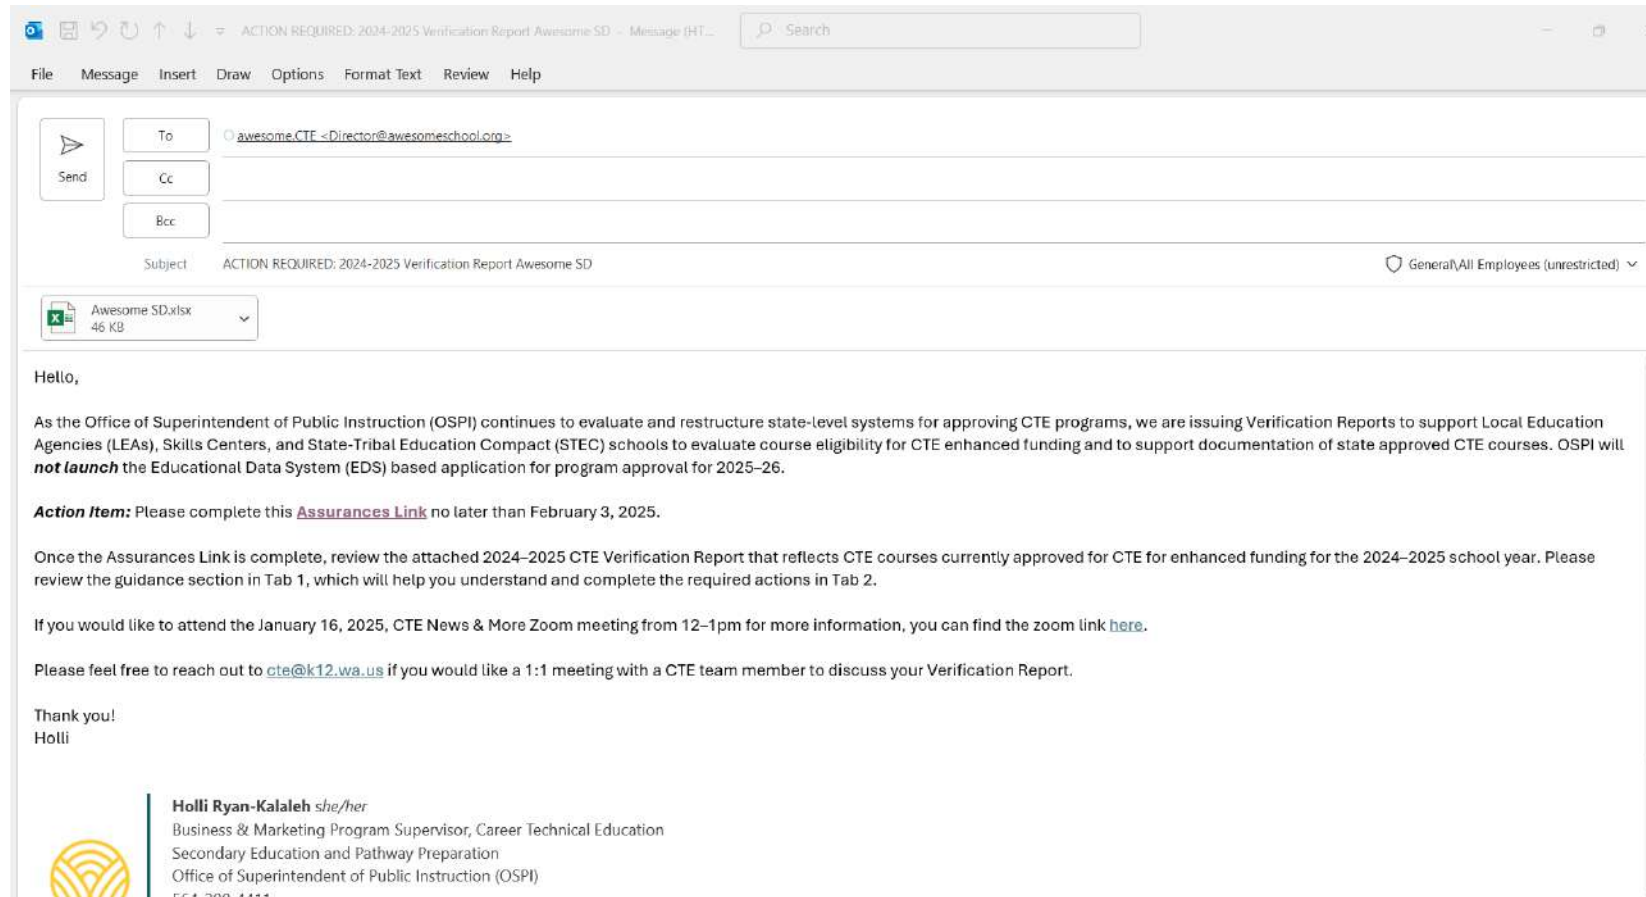 ACTION REQUIRED: 2024-2025 Verification Report Awesome SD - Message (HT...
Search
File Message Insert Draw Options Format Text Review Help
Send
To
awesome.CTE <Director@awesomeschool.org>
Cc
Bcc
Subject
ACTION REQUIRED: 2024-2025 Verification Report Awesome SD
General\All Employees (unrestricted)
Awesome SD.xlsx
46 KB
Hello,
As the Office of Superintendent of Public Instruction (OSPI) continues to evaluate and restructure state-level systems for approving CTE programs, we are issuing Verification Reports to support Local Education
Agencies (LEAs), Skills Centers, and State-Tribal Education Compact (STEC) schools to evaluate course eligibility for CTE enhanced funding and to support documentation of state approved CTE courses. OSPI will
not launch the Educational Data System (EDS) based application for program approval for 2025–26.
Action Item: Please complete this Assurances Link no later than February 3, 2025.
Once the Assurances Link is complete, review the attached 2024–2025 CTE Verification Report that reflects CTE courses currently approved for CTE for enhanced funding for the 2024–2025 school year. Please
review the guidance section in Tab 1, which will help you understand and complete the required actions in Tab 2.
If you would like to attend the January 16, 2025, CTE News & More Zoom meeting from 12–1pm for more information, you can find the zoom link here.
Please feel free to reach out to cte@k12.wa.us if you would like a 1:1 meeting with a CTE team member to discuss your Verification Report.
Thank you!
Holli
Holli Ryan-Kalaleh she/her
Business & Marketing Program Supervisor, Career Technical Education
Secondary Education and Pathway Preparation
Office of Superintendent of Public Instruction (OSPI)